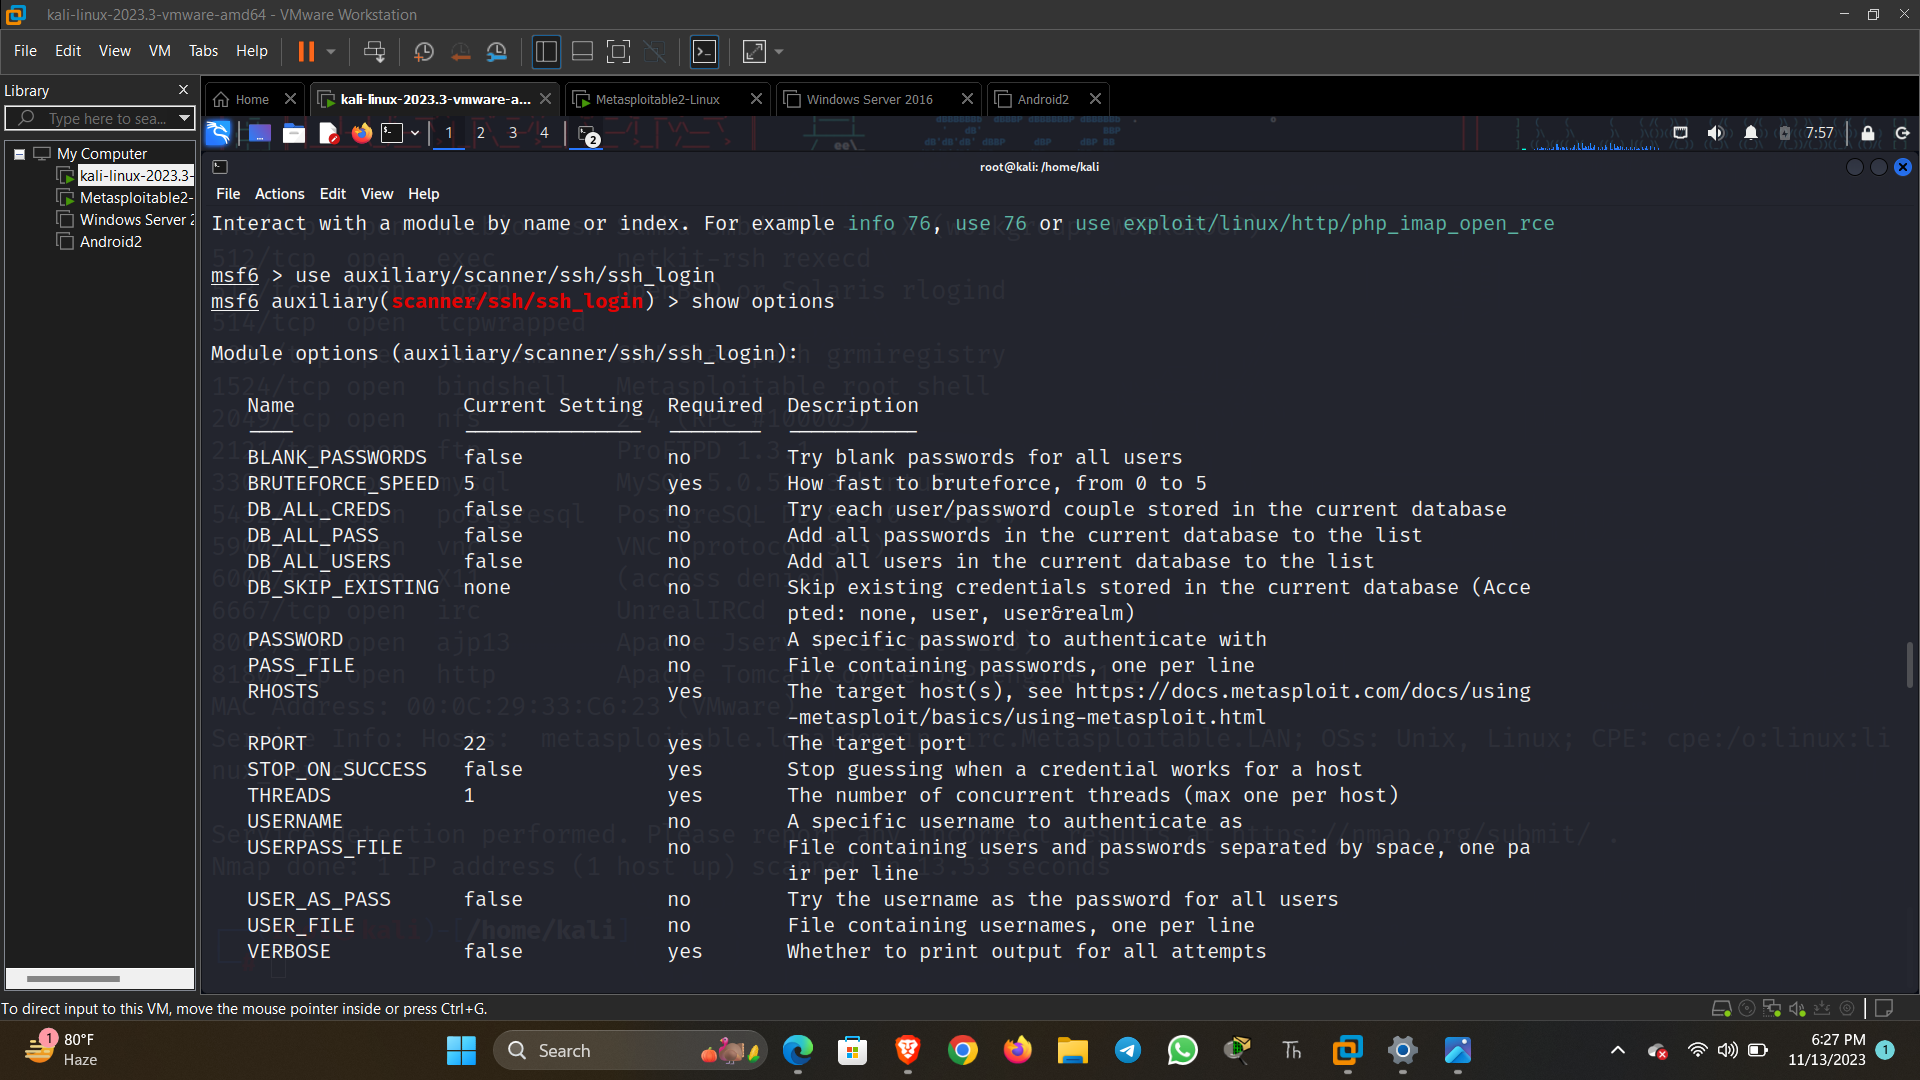 kali-linux-2023.3-vmware-amd64 - VMware Workstation
File Edit View VM Tabs Help
Library
Type here to sea...
Home kali-linux-2023.3-vmware-a... Metasploitable2-Linux Windows Server 2016 Android2
1 2 3 4 2 7:57
My Computer
kali-linux-2023.3-
Metasploitable2-
Windows Server 2
Android2
root@kali: /home/kali
File Actions Edit View Help
Interact with a module by name or index. For example info 76, use 76 or use exploit/linux/http/php_imap_open_rce
msf6 > use auxiliary/scanner/ssh/ssh_login
msf6 auxiliary(scanner/ssh/ssh_login) > show options
Module options (auxiliary/scanner/ssh/ssh_login):
Name Current Setting Required Description
BLANK_PASSWORDS false no Try blank passwords for all users
BRUTEFORCE_SPEED 5 yes How fast to bruteforce, from 0 to 5
DB_ALL_CREDS false no Try each user/password couple stored in the current database
DB_ALL_PASS false no Add all passwords in the current database to the list
DB_ALL_USERS false no Add all users in the current database to the list
DB_SKIP_EXISTING none no Skip existing credentials stored in the current database (Acce
pted: none, user, user&realm)
PASSWORD no A specific password to authenticate with
PASS_FILE no File containing passwords, one per line
RHOSTS yes The target host(s), see https://docs.metasploit.com/docs/using
-metasploit/basics/using-metasploit.html
RPORT 22 yes The target port
STOP_ON_SUCCESS false yes Stop guessing when a credential works for a host
THREADS 1 yes The number of concurrent threads (max one per host)
USERNAME no A specific username to authenticate as
USERPASS_FILE no File containing users and passwords separated by space, one pa
ir per line
USER_AS_PASS false no Try the username as the password for all users
USER_FILE no File containing usernames, one per line
VERBOSE false yes Whether to print output for all attempts
To direct input to this VM, move the mouse pointer inside or press Ctrl+G.
1 80°F
Haze
Search
Th
6:27 PM
11/13/2023
1